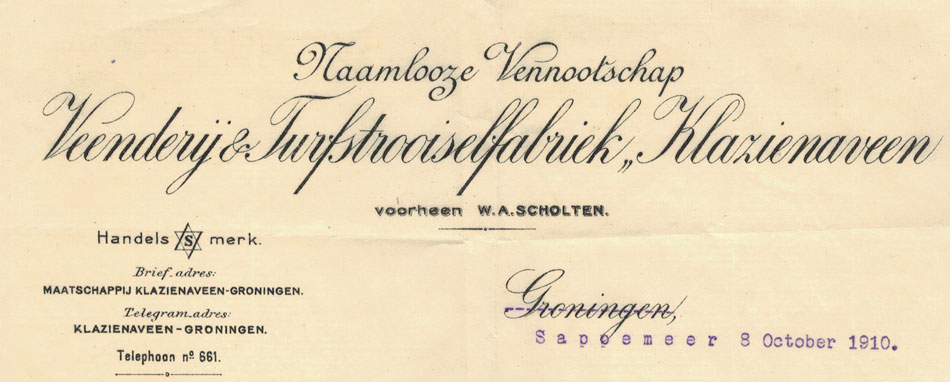 Naamlooze Vennootschap
Veenderij & Turfstrooiselfabriek „Klazienaveen
voorheen W.A. SCHOLTEN.
Handels S merk.
Brief-adres:
MAATSCHAPPIJ KLAZIENAVEEN-GRONINGEN.
Telegram-adres:
KLAZIENAVEEN-GRONINGEN.
Telephoon nº 661.
Groningen,
Sappemeer 8 October 1910.